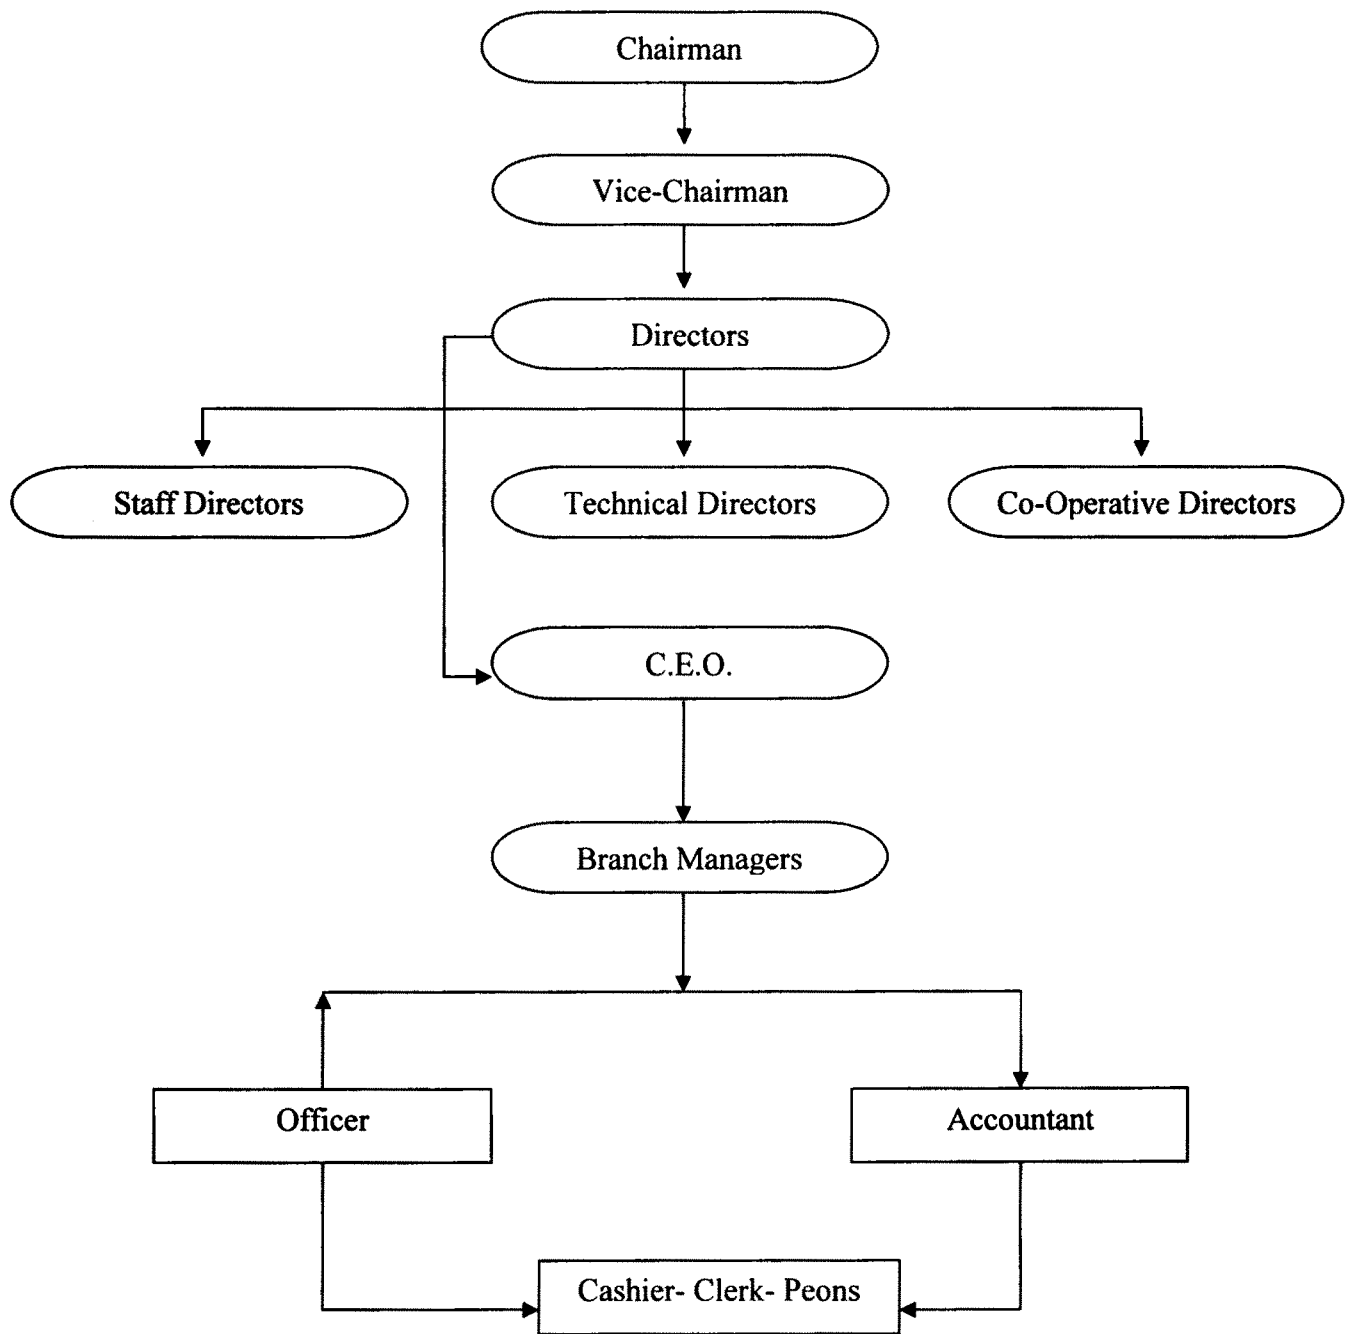 Chairman
Vice-Chairman
Directors
Staff Directors
Technical Directors
Co-Operative Directors
C.E.O.
Branch Managers
Officer
Accountant
Cashier- Clerk- Peons